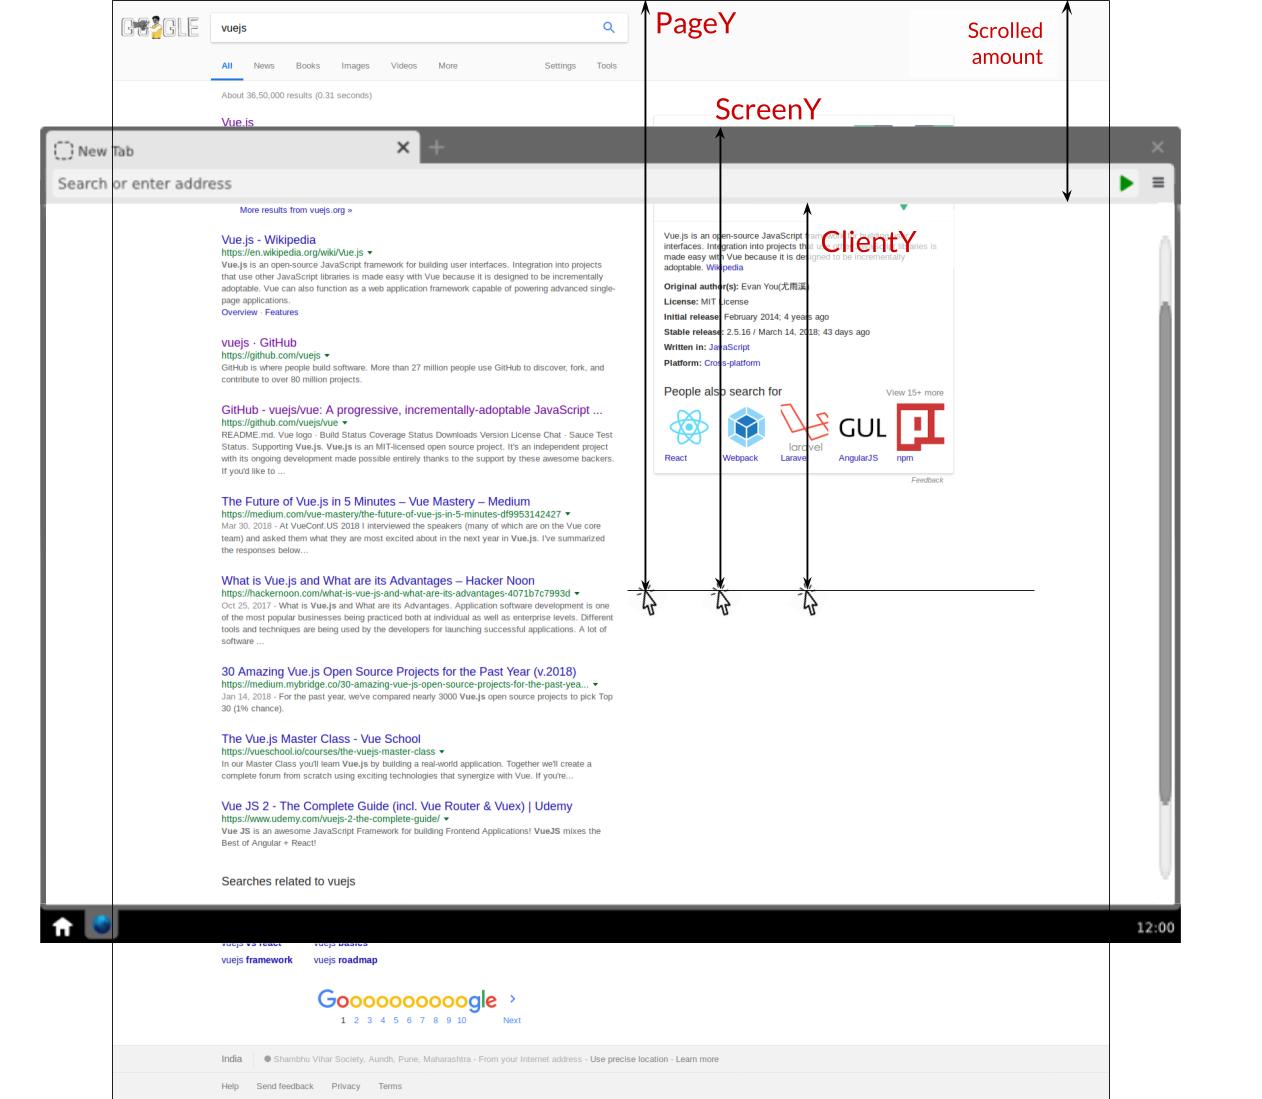 GOOGLE
vuejs
PageY
Scrolled
amount
All News Books Images Videos More Settings Tools
About 36,50,000 results (0.31 seconds)
ScreenY
Vue.js
New Tab
Search or enter address
12:00
More results from vuejs.org »
Vue.js - Wikipedia
https://en.wikipedia.org/wiki/Vue.js
Vue.js is an open-source JavaScript framework for building user interfaces. Integration into projects
that use other JavaScript libraries is made easy with Vue because it is designed to be incrementally
adoptable. Vue can also function as a web application framework capable of powering advanced single-
page applications.
Overview · Features
vuejs · GitHub
https://github.com/vuejs
GitHub is where people build software. More than 27 million people use GitHub to discover, fork, and
contribute to over 80 million projects.
GitHub - vuejs/vue: A progressive, incrementally-adoptable JavaScript ...
https://github.com/vuejs/vue
README.md. Vue logo · Build Status Coverage Status Downloads Version License Chat · Sauce Test
Status. Supporting Vue.js. Vue.js is an MIT-licensed open source project. It's an independent project
with its ongoing development made possible entirely thanks to the support by these awesome backers.
If you'd like to ...
The Future of Vue.js in 5 Minutes – Vue Mastery – Medium
https://medium.com/vue-mastery/the-future-of-vue-js-in-5-minutes-df9953142427
Mar 30, 2018 - At VueConf.US 2018 I interviewed the speakers (many of which are on the Vue core
team) and asked them what they are most excited about in the next year in Vue.js. I've summarized
the responses below…
What is Vue.js and What are its Advantages – Hacker Noon
https://hackernoon.com/what-is-vue-js-and-what-are-its-advantages-4071b7c7993d
Oct 25, 2017 - What is Vue.js and What are its Advantages. Application software development is one
of the most popular businesses being practiced both at individual as well as enterprise levels. Different
tools and techniques are being used by the developers for launching successful applications. A lot of
software ...
30 Amazing Vue.js Open Source Projects for the Past Year (v.2018)
https://medium.mybridge.co/30-amazing-vue-js-open-source-projects-for-the-past-yea...
Jan 14, 2018 - For the past year, we've compared nearly 3000 Vue.js open source projects to pick Top
30 (1% chance).
The Vue.js Master Class - Vue School
https://vueschool.io/courses/the-vuejs-master-class
In our Master Class you'll learn Vue.js by building a real-world application. Together we'll create a
complete forum from scratch using exciting technologies that synergize with Vue. If you're...
Vue JS 2 - The Complete Guide (incl. Vue Router & Vuex) | Udemy
https://www.udemy.com/vuejs-2-the-complete-guide/
Vue JS is an awesome JavaScript Framework for building Frontend Applications! VueJS mixes the
Best of Angular + React!
Searches related to vuejs
ClientY
Vue.js is an open-source JavaScript framework for building user
interfaces. Integration into projects that use other JavaScript libraries is
made easy with Vue because it is designed to be incrementally
adoptable. Wikipedia
Original author(s): Evan You(尤雨溪)
License: MIT License
Initial release: February 2014; 4 years ago
Stable release: 2.5.16 / March 14, 2018; 43 days ago
Written in: JavaScript
Platform: Cross-platform
People also search for View 15+ more
laravel
GUL
React Webpack Laravel AngularJS npm
Feedback
vuejs vs react vuejs basics
vuejs framework vuejs roadmap
Goooooooooogle
1 2 3 4 5 6 7 8 9 10 Next
India Shambhu Vihar Society, Aundh, Pune, Maharashtra - From your Internet address - Use precise location - Learn more
Help Send feedback Privacy Terms